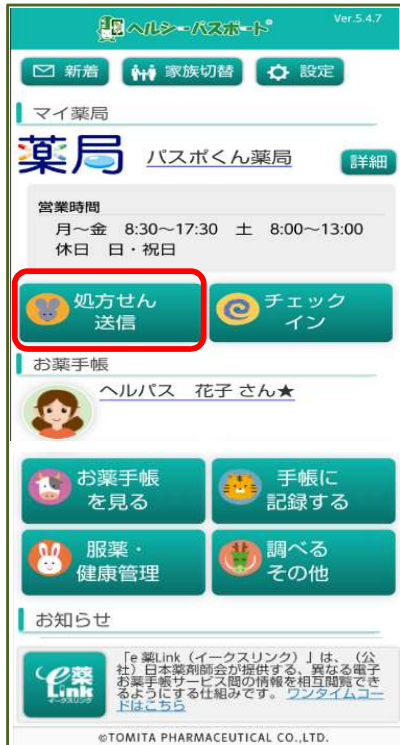 ヘルシーパスポート®
Ver.5.4.7
新着
家族切替
設定
マイ薬局
薬局
パスポくん薬局
詳細
営業時間
月～金 8:30～17:30 土 8:00～13:00
休日 日・祝日
処方せん
送信
チェック
イン
お薬手帳
ヘルパス 花子 さん★
お薬手帳
を見る
手帳に
記録する
服薬・
健康管理
調べる
その他
お知らせ
e薬
Link
イークスリンク
「e 薬Link（イークスリンク）」は、（公
社）日本薬剤師会が提供する、異なる電子
お薬手帳サービス間の情報を相互閲覧でき
るようにする仕組みです。 ワンタイムコー
ドはこちら
©TOMITA PHARMACEUTICAL CO.,LTD.